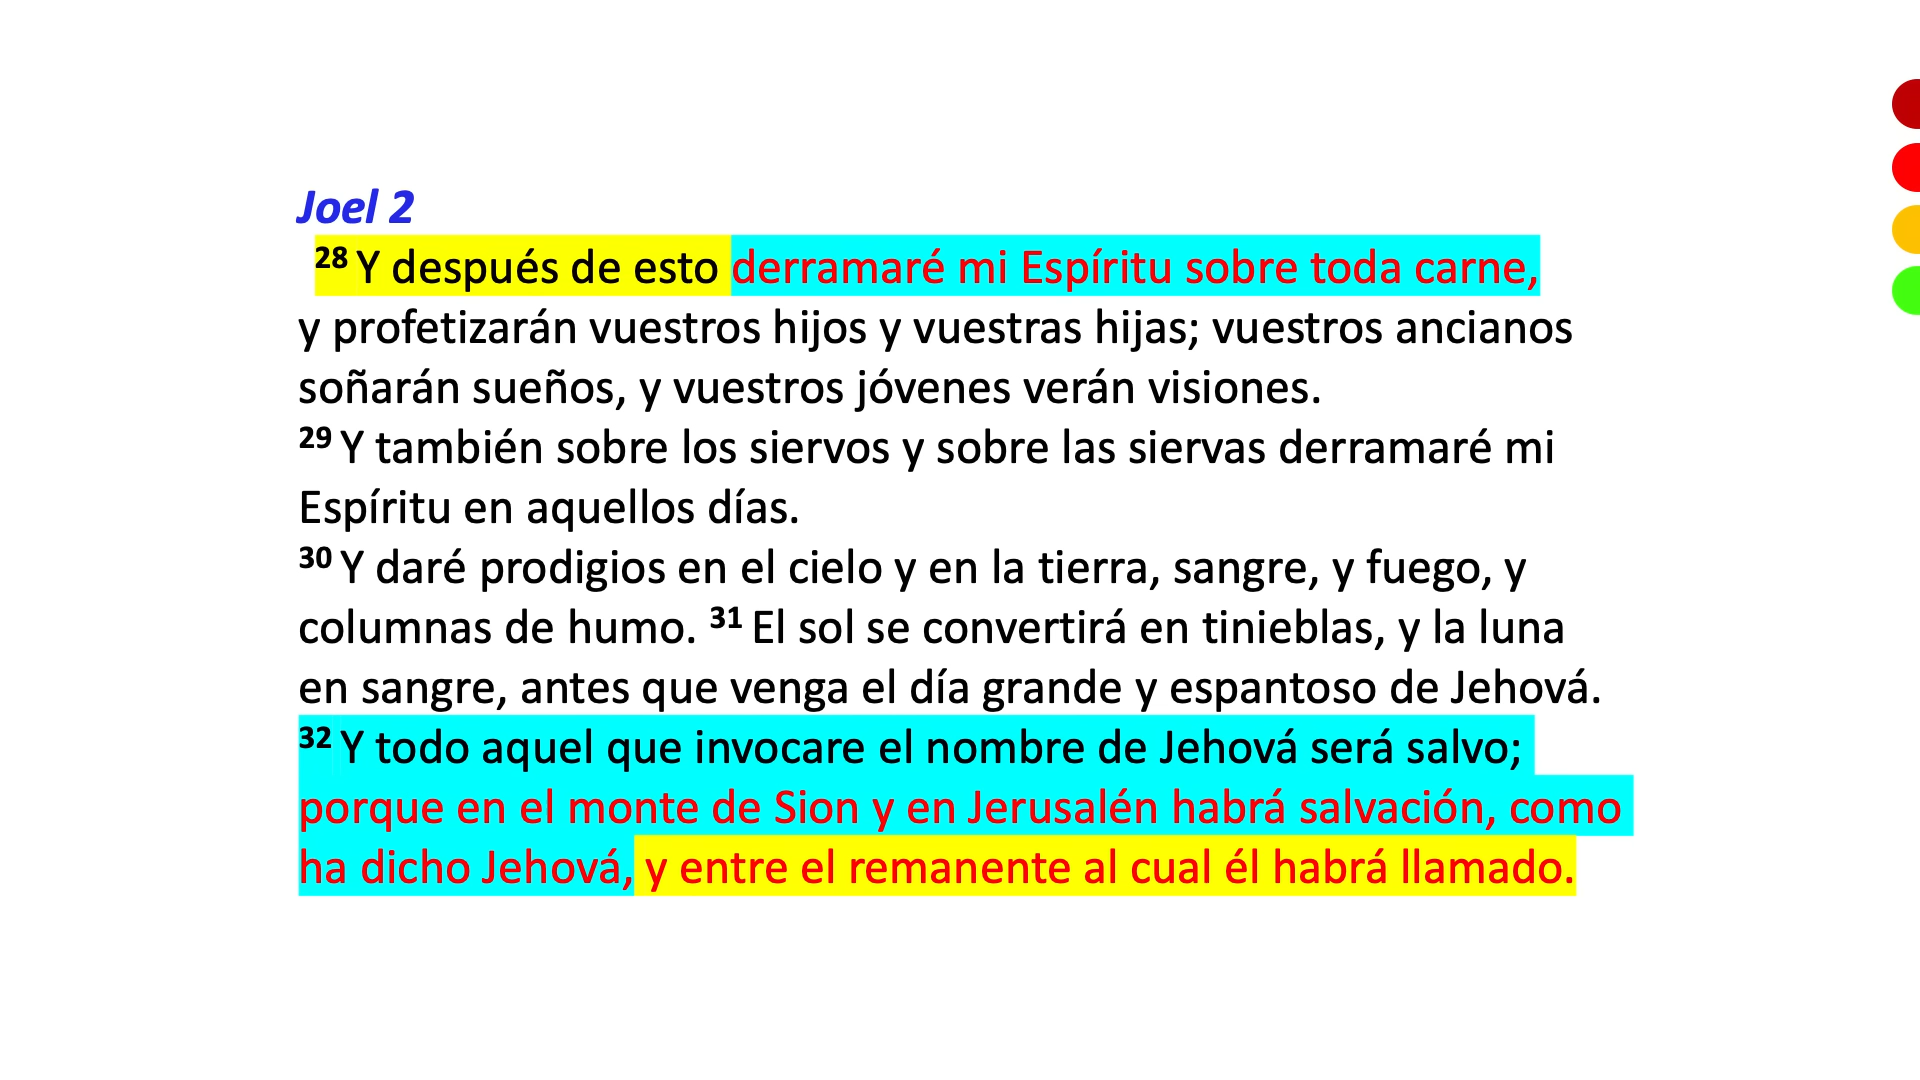 Joel 2
28 Y después de esto derramaré mi Espíritu sobre toda carne,
y profetizarán vuestros hijos y vuestras hijas; vuestros ancianos
soñarán sueños, y vuestros jóvenes verán visiones.
29 Y también sobre los siervos y sobre las siervas derramaré mi
Espíritu en aquellos días.
30 Y daré prodigios en el cielo y en la tierra, sangre, y fuego, y
columnas de humo. 31 El sol se convertirá en tinieblas, y la luna
en sangre, antes que venga el día grande y espantoso de Jehová.
32 Y todo aquel que invocare el nombre de Jehová será salvo;
porque en el monte de Sion y en Jerusalén habrá salvación, como
ha dicho Jehová, y entre el remanente al cual él habrá llamado.